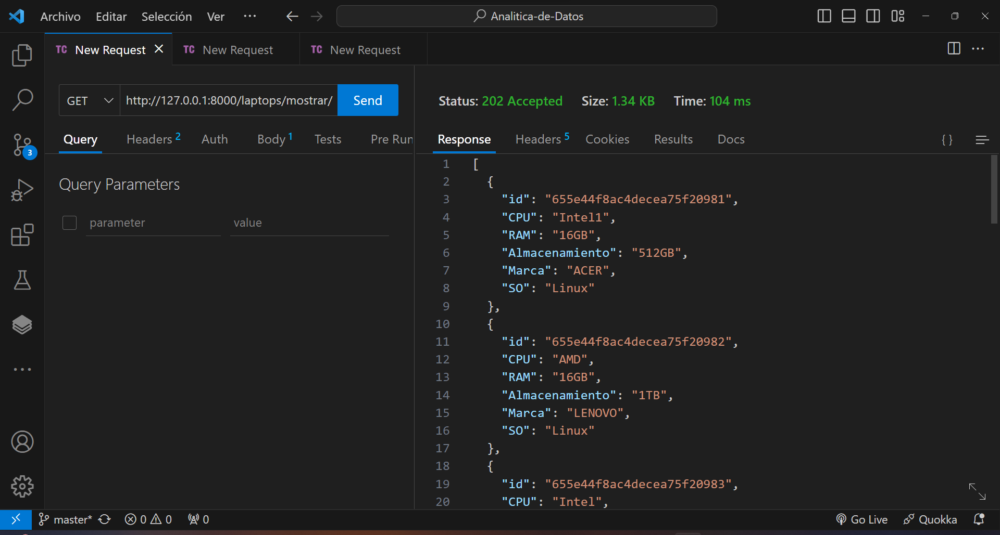 Archivo Editar Selección Ver ··· Analitica-de-Datos
TC New Request TC New Request TC New Request
GET http://127.0.0.1:8000/laptops/mostrar/ Send
Status: 202 Accepted Size: 1.34 KB Time: 104 ms
Query Headers 2 Auth Body 1 Tests Pre Run
Response Headers 5 Cookies Results Docs { }
3
Query Parameters
parameter value
1 [
2 {
3 "id": "655e44f8ac4decea75f20981",
4 "CPU": "Intel1",
5 "RAM": "16GB",
6 "Almacenamiento": "512GB",
7 "Marca": "ACER",
8 "SO": "Linux"
9 },
10 {
11 "id": "655e44f8ac4decea75f20982",
12 "CPU": "AMD",
13 "RAM": "16GB",
14 "Almacenamiento": "1TB",
15 "Marca": "LENOVO",
16 "SO": "Linux"
17 },
18 {
19 "id": "655e44f8ac4decea75f20983",
20 "CPU": "Intel",
master* 0 0 0 Go Live Quokka